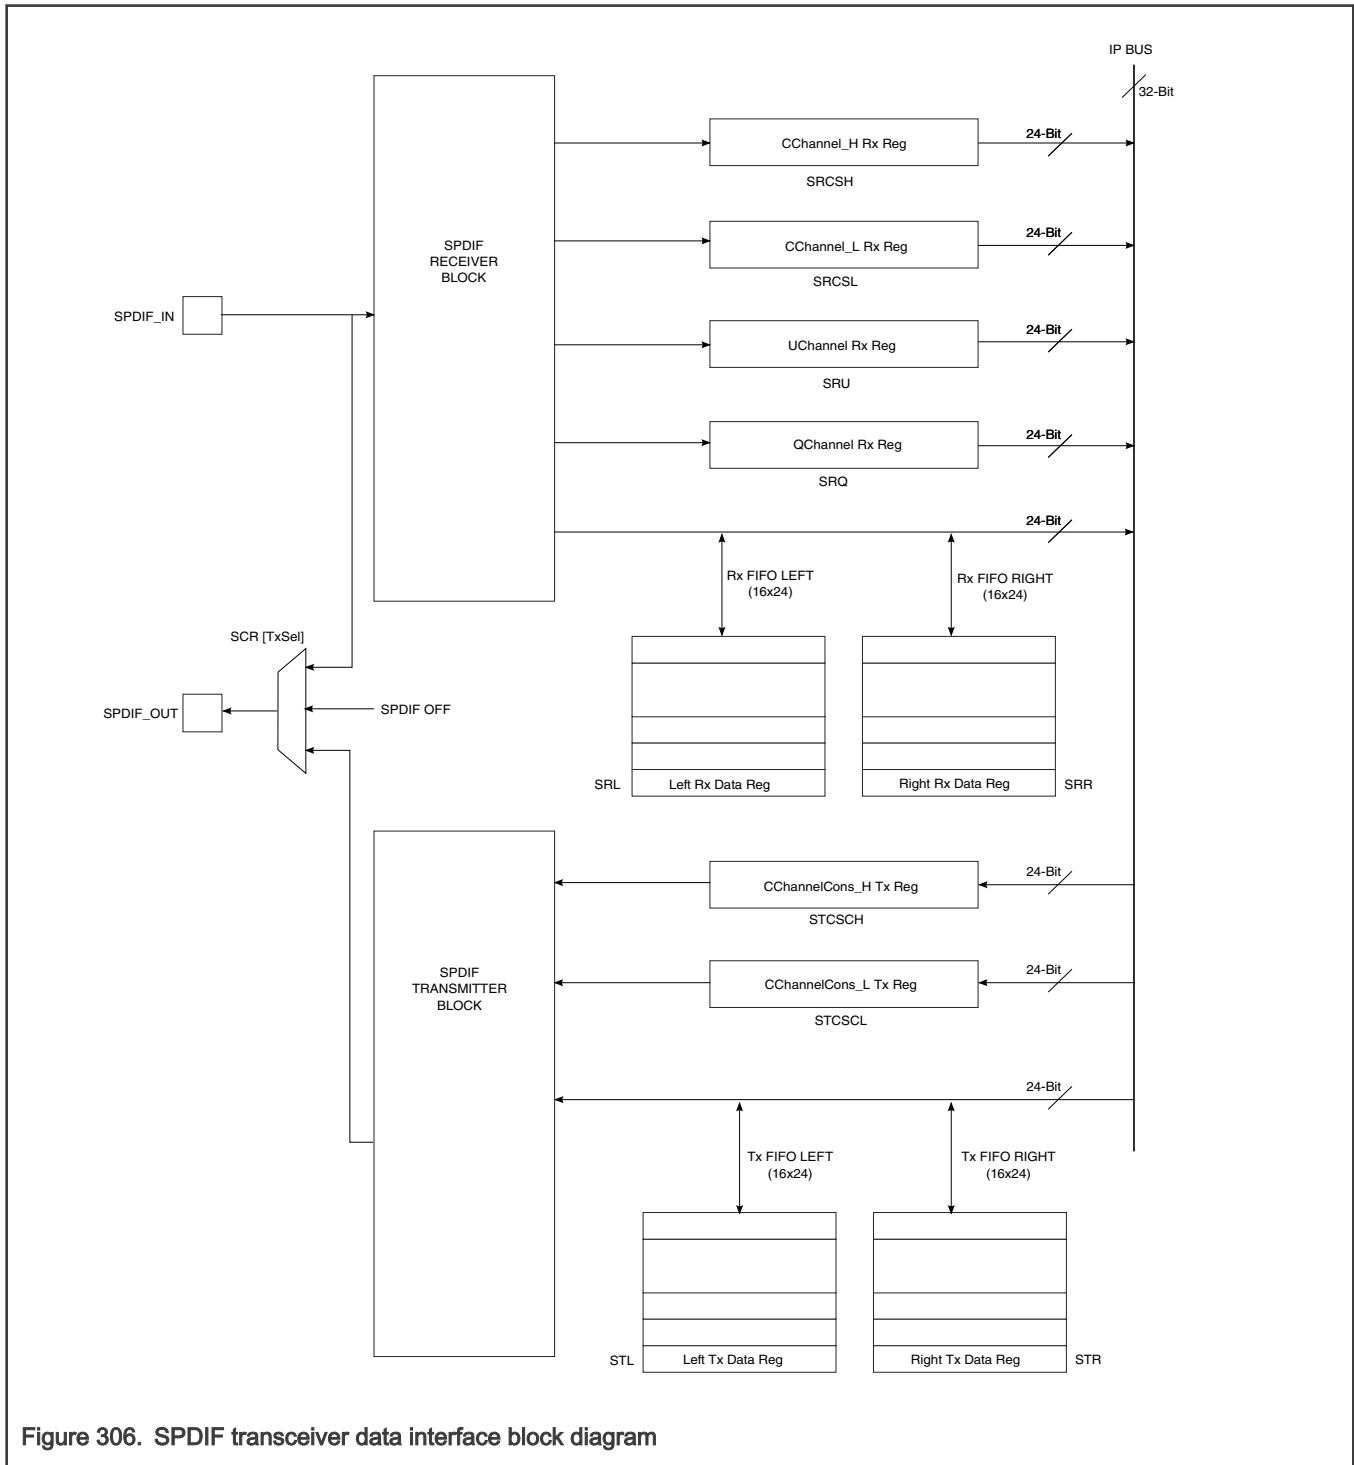 IP BUS
32-Bit
CChannel_H Rx Reg
24-Bit
SRCSH
CChannel_L Rx Reg
24-Bit
SRCSL
SPDIF
RECEIVER
BLOCK
SPDIF_IN
UChannel Rx Reg
24-Bit
SRU
QChannel Rx Reg
24-Bit
SRQ
24-Bit
Rx FIFO LEFT
(16x24)
Rx FIFO RIGHT
(16x24)
SCR [TxSel]
SPDIF_OUT
SPDIF OFF
SRL
Left Rx Data Reg
Right Rx Data Reg
SRR
CChannelCons_H Tx Reg
24-Bit
STCSCH
SPDIF
TRANSMITTER
BLOCK
CChannelCons_L Tx Reg
24-Bit
STCSCL
24-Bit
Tx FIFO LEFT
(16x24)
Tx FIFO RIGHT
(16x24)
STL
Left Tx Data Reg
Right Tx Data Reg
STR
Figure 306. SPDIF transceiver data interface block diagram